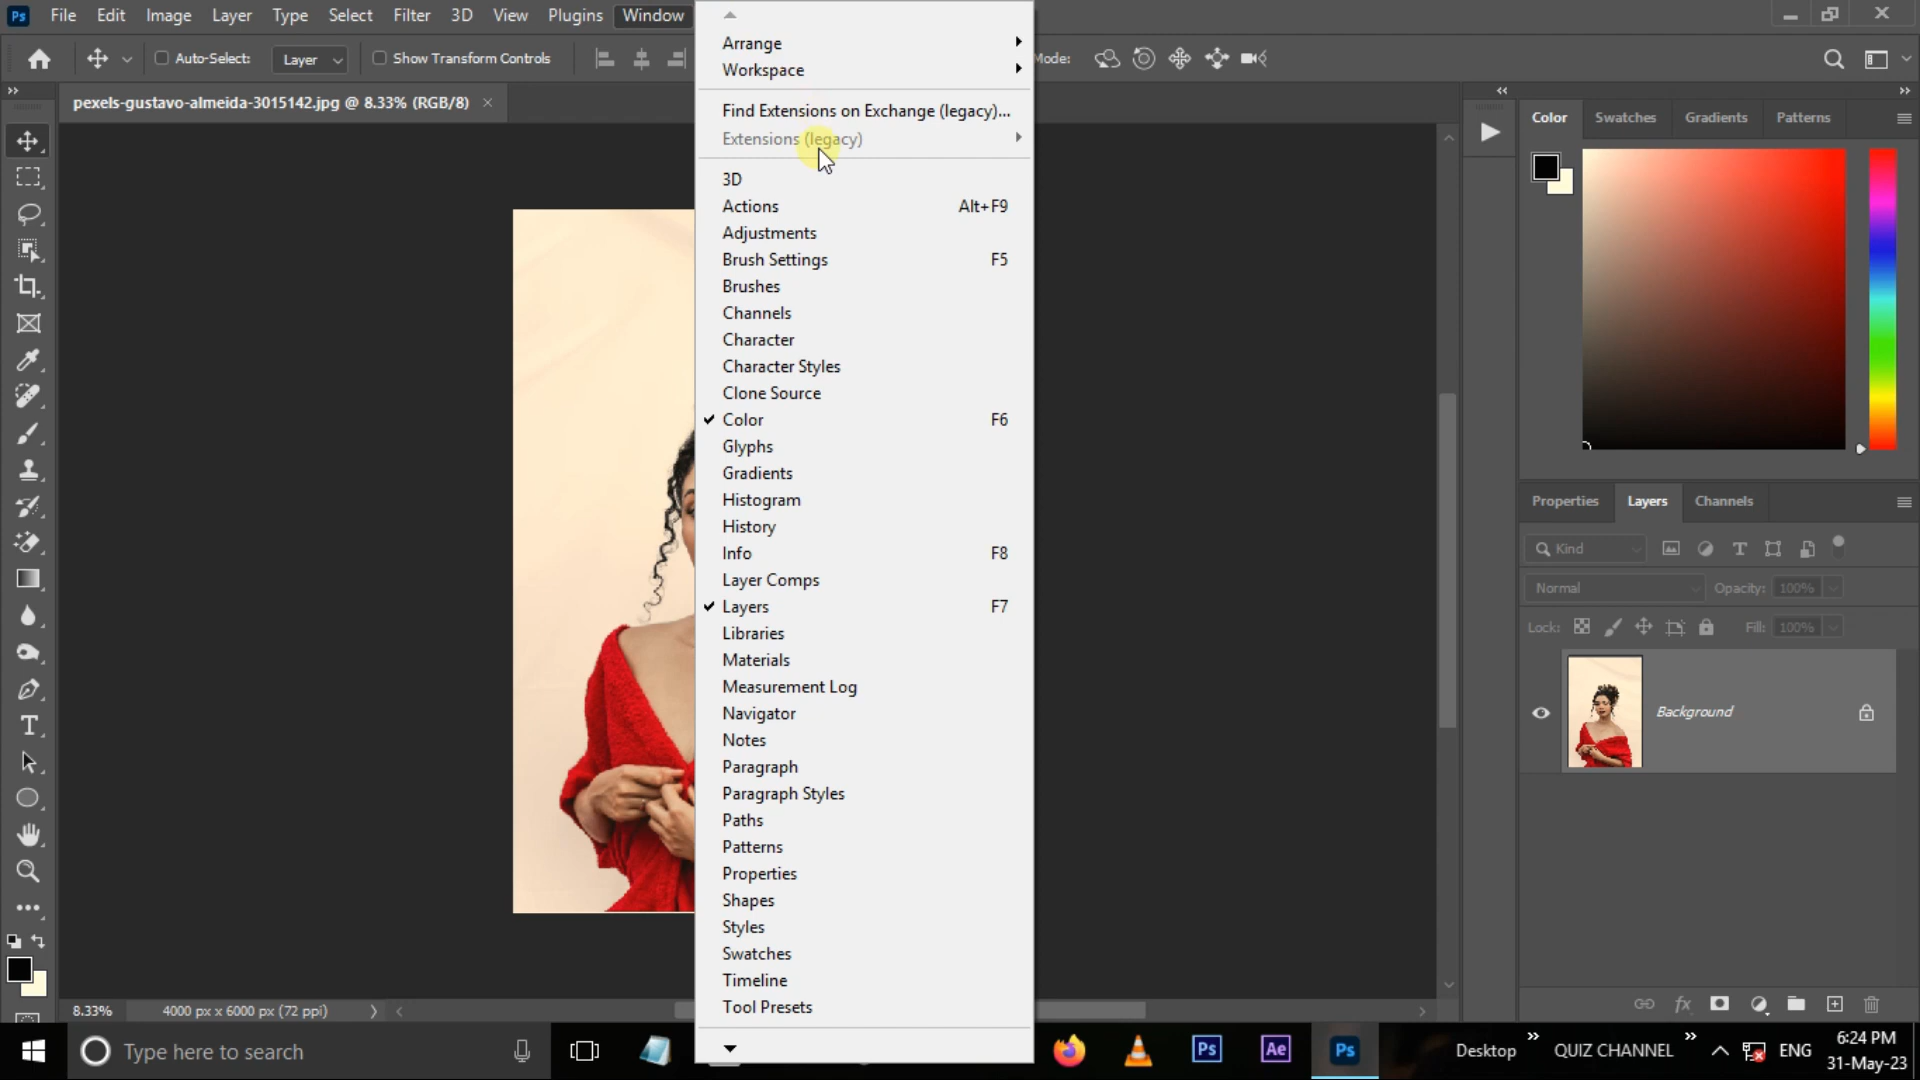 Ps File Edit Image Layer Type Select Filter 3D View Plugins Window
Auto-Select: Layer Show Transform Controls Mode:
pexels-gustavo-almeida-3015142.jpg @ 8.33% (RGB/8)
Arrange
Workspace
Find Extensions on Exchange (legacy)...
Extensions (legacy)
3D
Actions Alt+F9
Adjustments
Brush Settings F5
Brushes
Channels
Character
Character Styles
Clone Source
Color F6
Glyphs
Gradients
Histogram
History
Info F8
Layer Comps
Layers F7
Libraries
Materials
Measurement Log
Navigator
Notes
Paragraph
Paragraph Styles
Paths
Patterns
Properties
Shapes
Styles
Swatches
Timeline
Tool Presets
Color Swatches Gradients Patterns
Properties Layers Channels
Kind
Normal Opacity: 100%
Lock: Fill: 100%
Background
8.33% 4000 px x 6000 px (72 ppi)
Type here to search
Ps Ae Ps
Desktop QUIZ CHANNEL ENG
6:24 PM
31-May-23